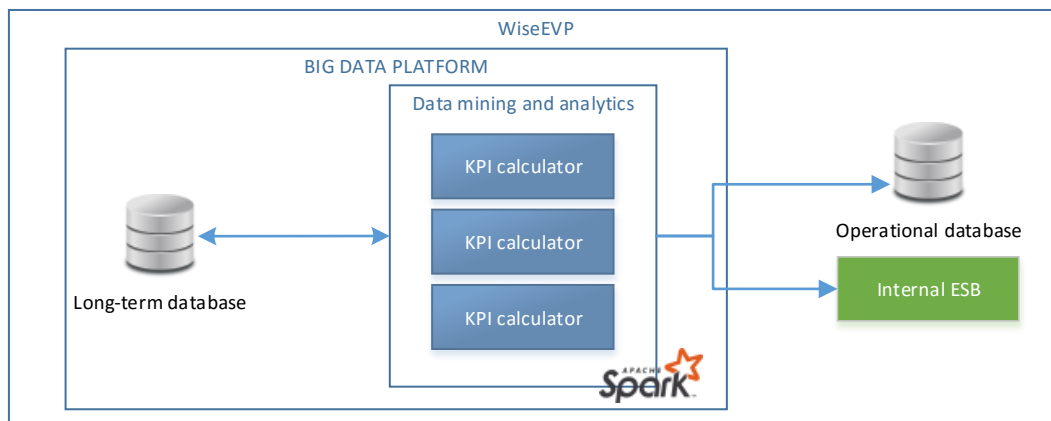 WiseEVP
BIG DATA PLATFORM
Data mining and analytics
KPI calculator
KPI calculator
KPI calculator
Long-term database
Operational database
Internal ESB
APACHE
Spark